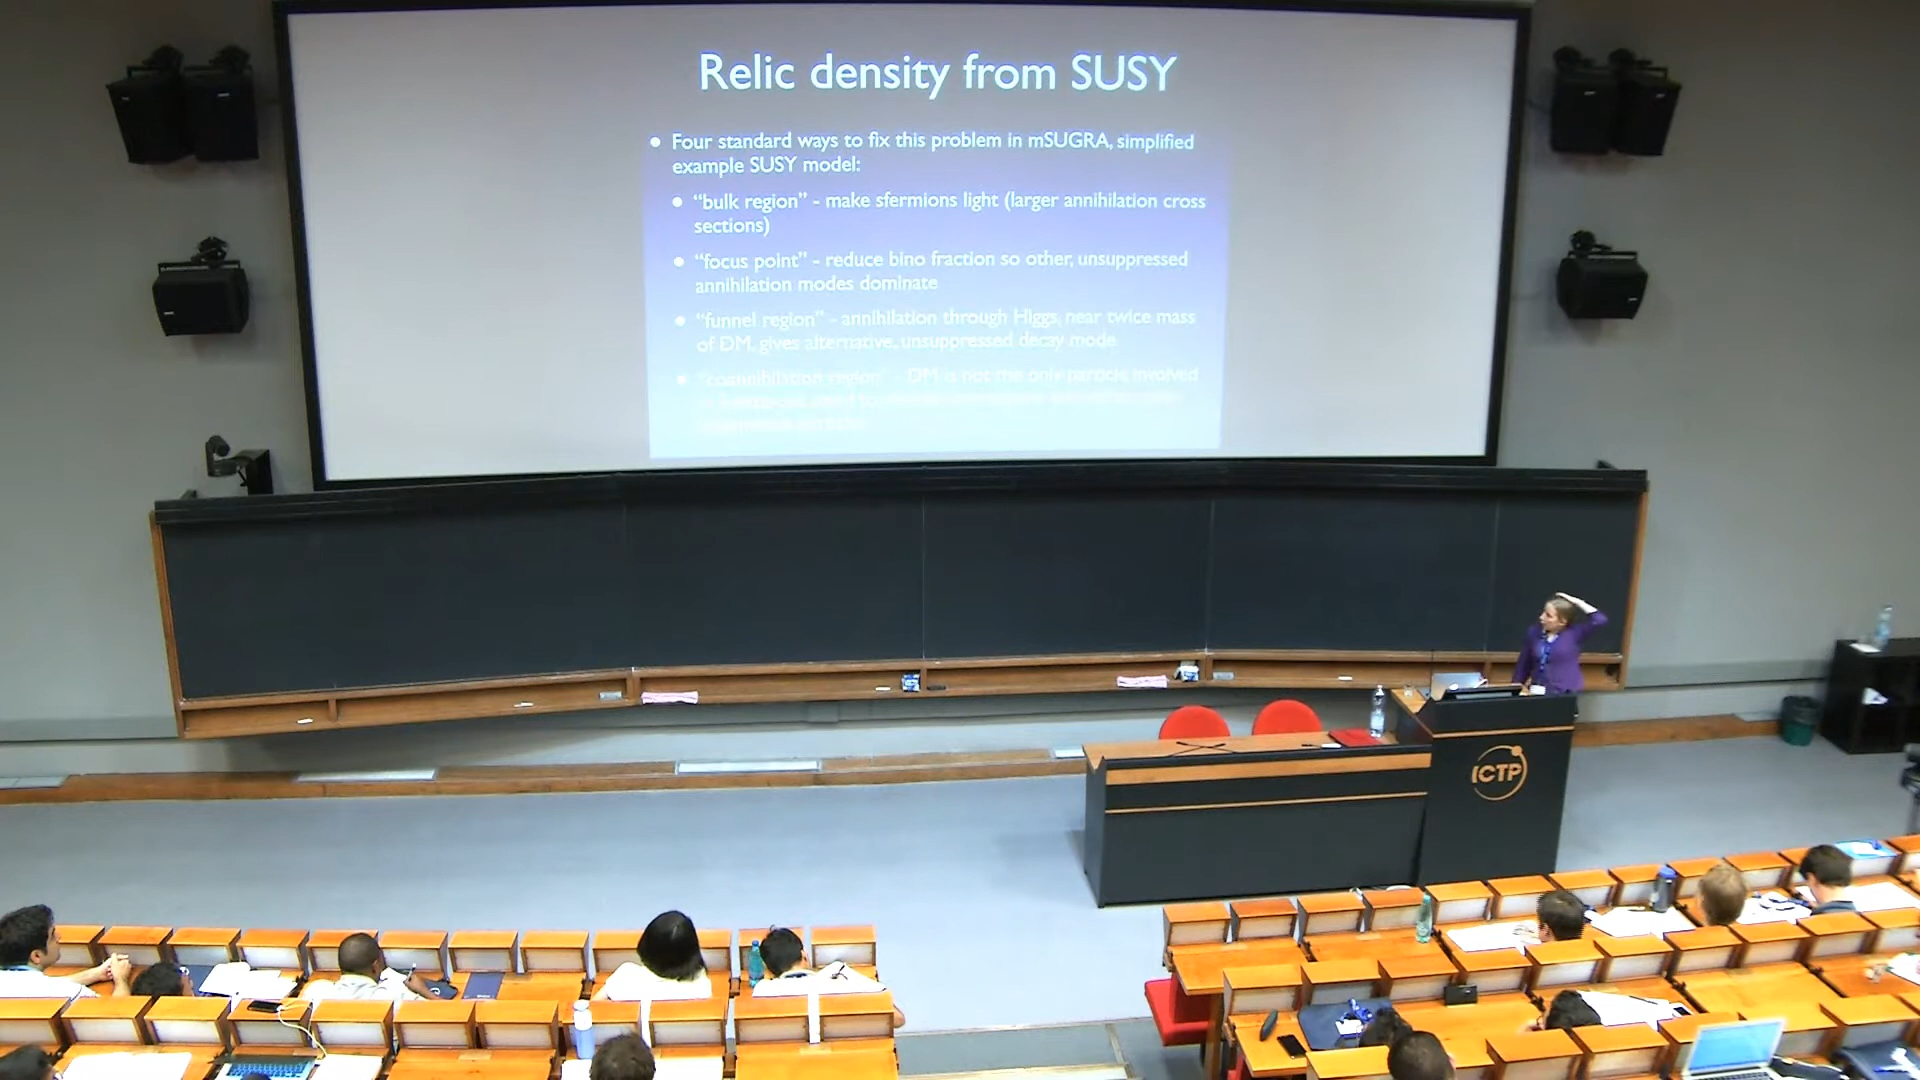 Relic density from SUSY
Four standard ways to fix this problem in mSUGRA, simplified
example SUSY model:
“bulk region” - make sfermions light (larger annihilation cross
sections)
“focus point” - reduce bino fraction so other, unsuppressed
annihilation modes dominate
“funnel region” - annihilation through Higgs, near twice mass
of DM, gives alternative, unsuppressed decay mode
“coannihilation region” - DM is not the only particle involved
ICTP